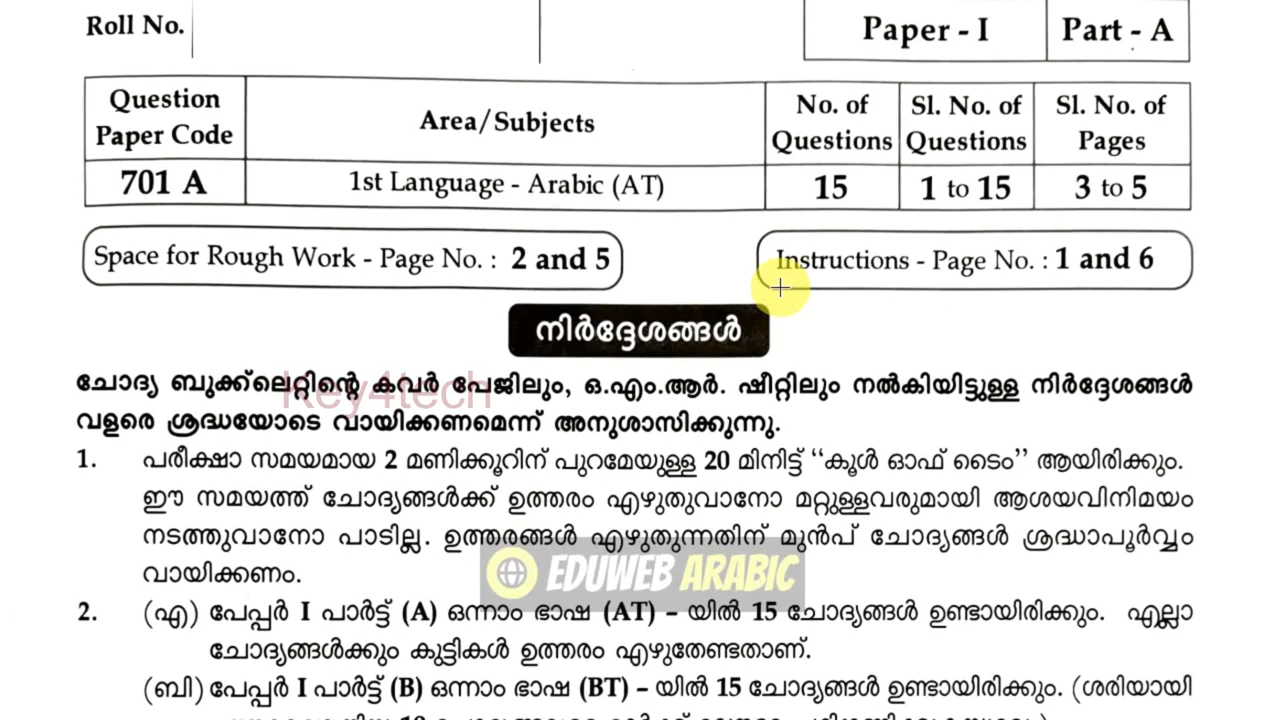 Roll No.
Paper - I
Part - A
Question Paper Code
Area/Subjects
No. of Questions
Sl. No. of Questions
Sl. No. of Pages
701 A
1st Language - Arabic (AT)
15
1 to 15
3 to 5
Space for Rough Work - Page No. : 2 and 5
Instructions - Page No. : 1 and 6
നിർദ്ദേശങ്ങൾ
ചോദ്യ ബുക്ക്‌ലെറ്റിന്റെ കവർ പേജിലും, ഒ.എം.ആർ. ഷീറ്റിലും നൽകിയിട്ടുള്ള നിർദ്ദേശങ്ങൾ
Key4tech
വളരെ ശ്രദ്ധയോടെ വായിക്കണമെന്ന് അനുശാസിക്കുന്നു.
1. പരീക്ഷാ സമയമായ 2 മണിക്കൂറിന് പുറമേയുള്ള 20 മിനിട്ട് “കൂൾ ഓഫ് ടൈം” ആയിരിക്കും.
ഈ സമയത്ത് ചോദ്യങ്ങൾക്ക് ഉത്തരം എഴുതുവാനോ മറ്റുള്ളവരുമായി ആശയവിനിമയം
നടത്തുവാനോ പാടില്ല. ഉത്തരങ്ങൾ എഴുതുന്നതിന് മുൻപ് ചോദ്യങ്ങൾ ശ്രദ്ധാപൂർവ്വം
വായിക്കണം.
EDUWEB ARABIC
2. (എ) പേപ്പർ I പാർട്ട് (A) ഒന്നാം ഭാഷ (AT) – യിൽ 15 ചോദ്യങ്ങൾ ഉണ്ടായിരിക്കും. എല്ലാ
ചോദ്യങ്ങൾക്കും കുട്ടികൾ ഉത്തരം എഴുതേണ്ടതാണ്.
(ബി) പേപ്പർ I പാർട്ട് (B) ഒന്നാം ഭാഷ (BT) – യിൽ 15 ചോദ്യങ്ങൾ ഉണ്ടായിരിക്കും. (ശരിയായി